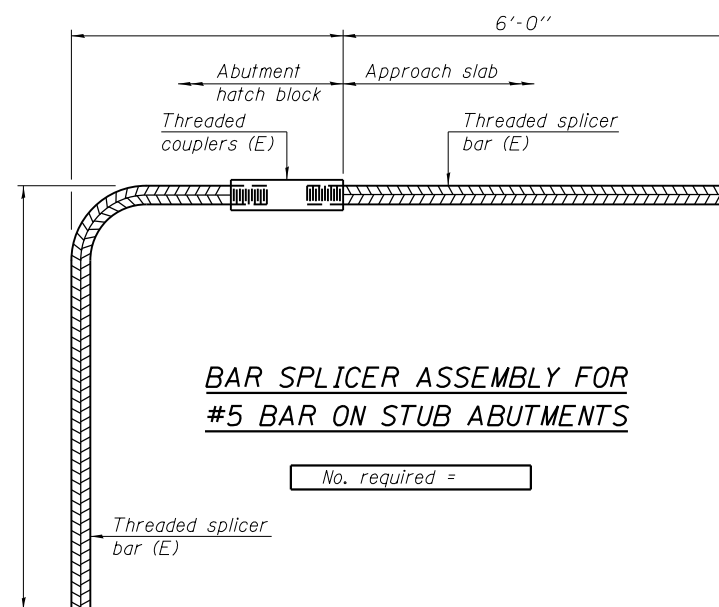 6'-0''
Abutment
hatch block
Approach slab
Threaded
couplers (E)
Threaded splicer
bar (E)
BAR SPLICER ASSEMBLY FOR
#5 BAR ON STUB ABUTMENTS
No. required =
Threaded splicer
bar (E)